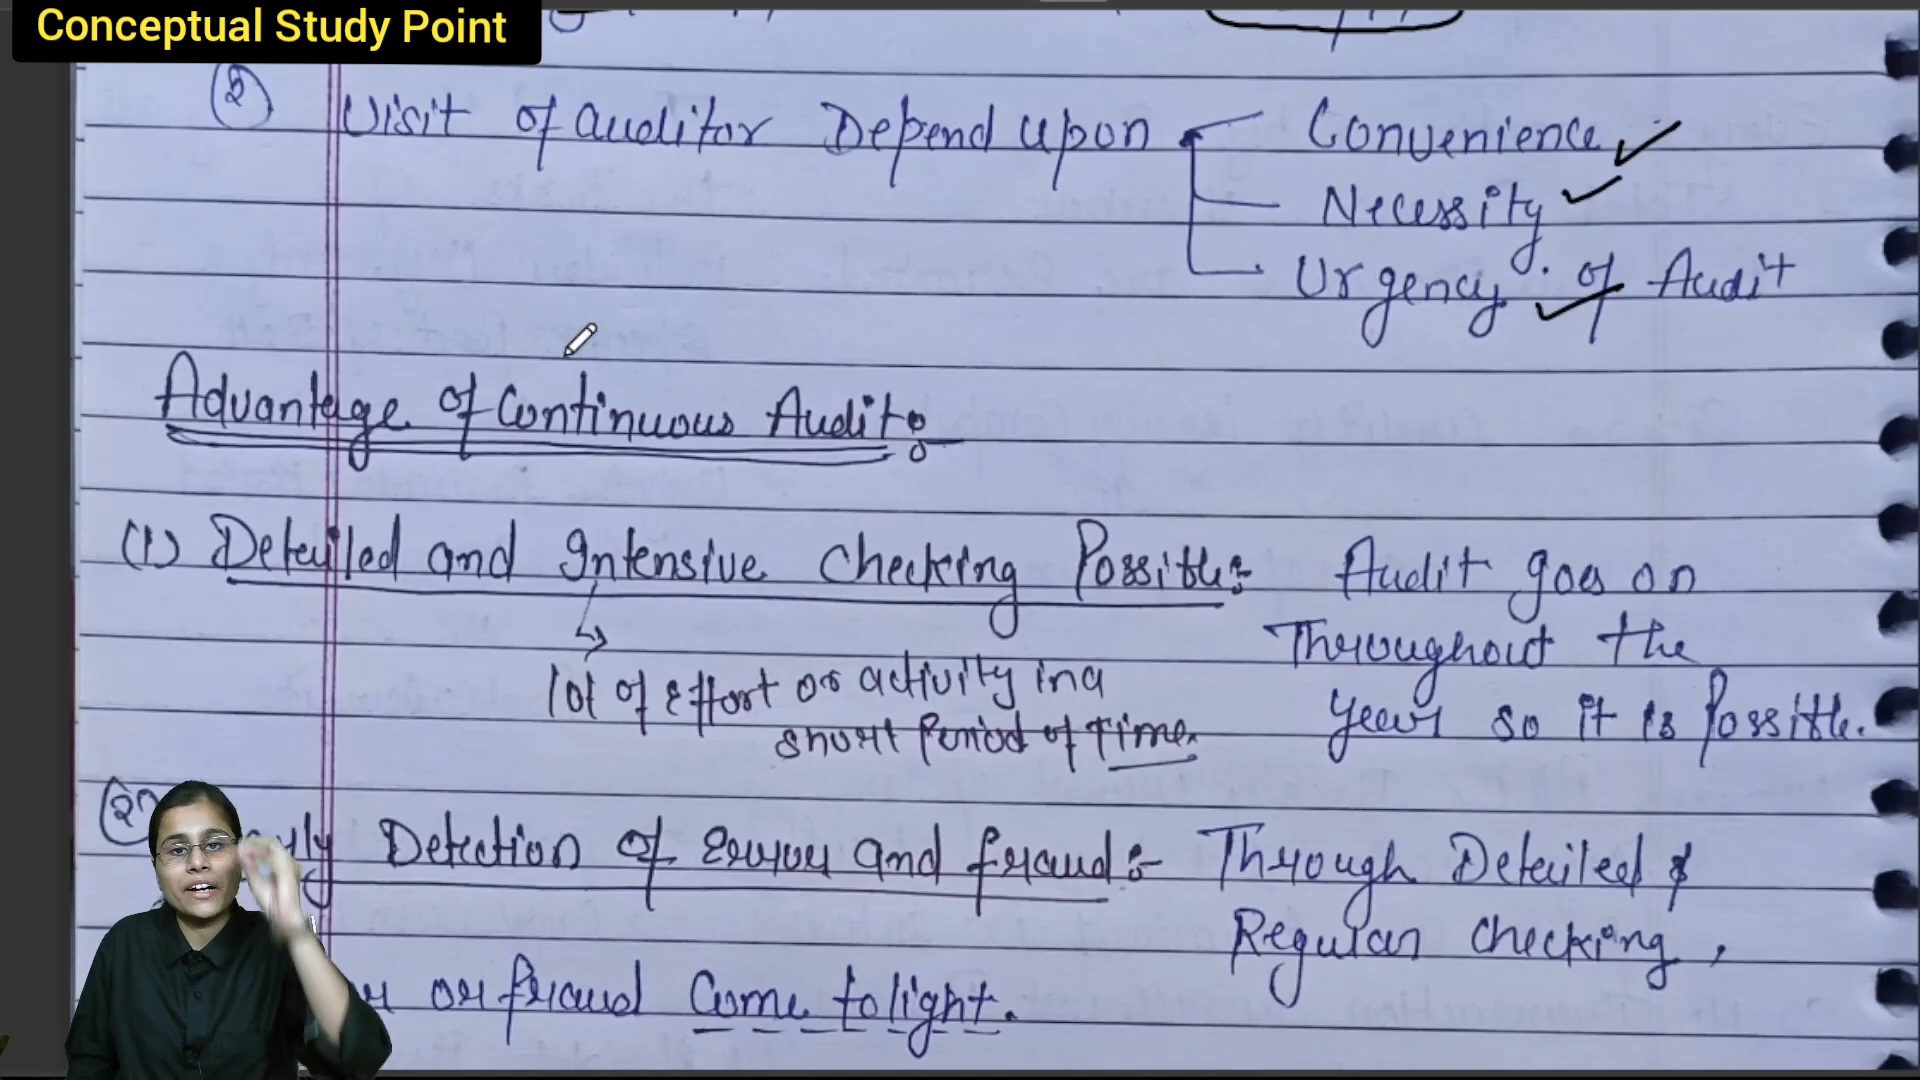 Conceptual Study Point
② Visit of auditor Depend upon Convenience
Necessity
Urgency of Audit
Advantage of Continuous Audit:-
(1) Detailed and Intensive Checking Possible: Audit goes on
Throughout the
lot of effort or activity in a
year so it is Possible.
short Period of Time.
Detection of Error and fraud:- Through Detailed &
Regular checking,
or fraud Come to light.